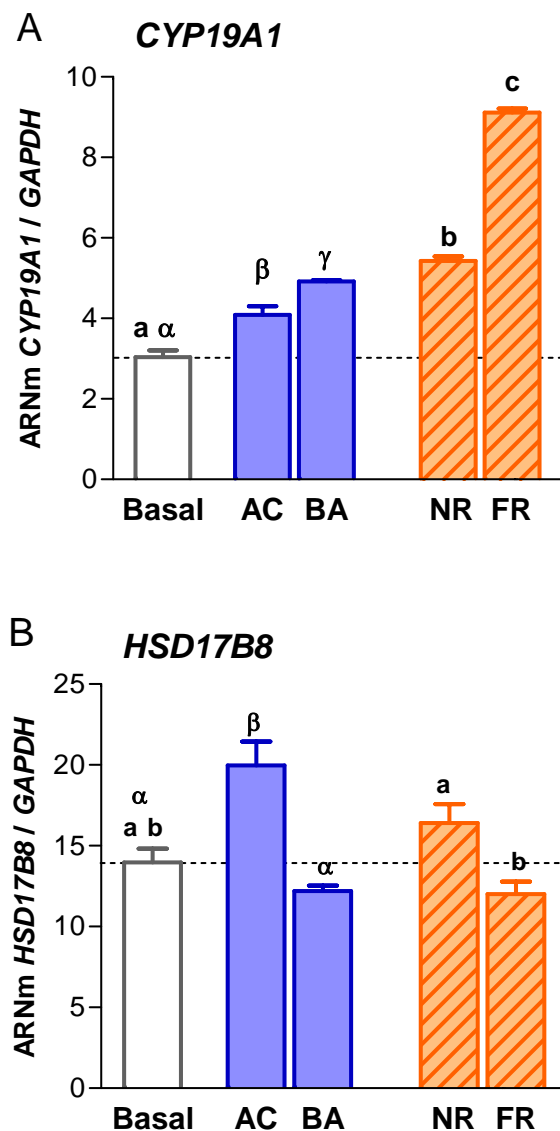 A
CYP19A1
ARNm CYP19A1 / GAPDH
10
8
6
4
2
0
a α
β
γ
b
c
Basal AC BA NR FR
B
HSD17B8
ARNm HSD17B8 / GAPDH
25
20
15
10
5
0
α
a b
β
α
a
b
Basal AC BA NR FR